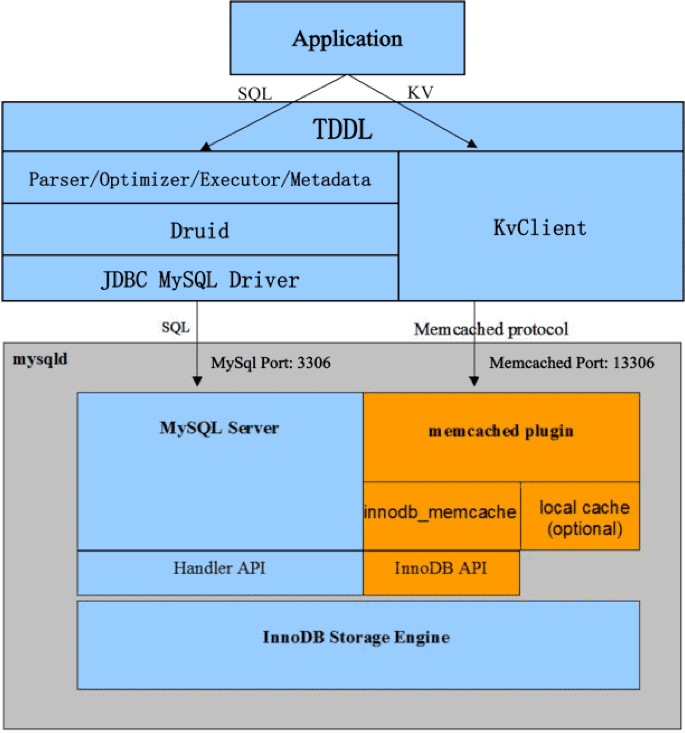 Application
SQL
KV
TDDL
Parser/Optimizer/Executor/Metadata
Druid
JDBC MySQL Driver
KvClient
SQL
Memcached protocol
mysqld
MySql Port: 3306
Memcached Port: 13306
MySQL Server
memcached plugin
innodb_memcache
local cache
(optional)
Handler API
InnoDB API
InnoDB Storage Engine